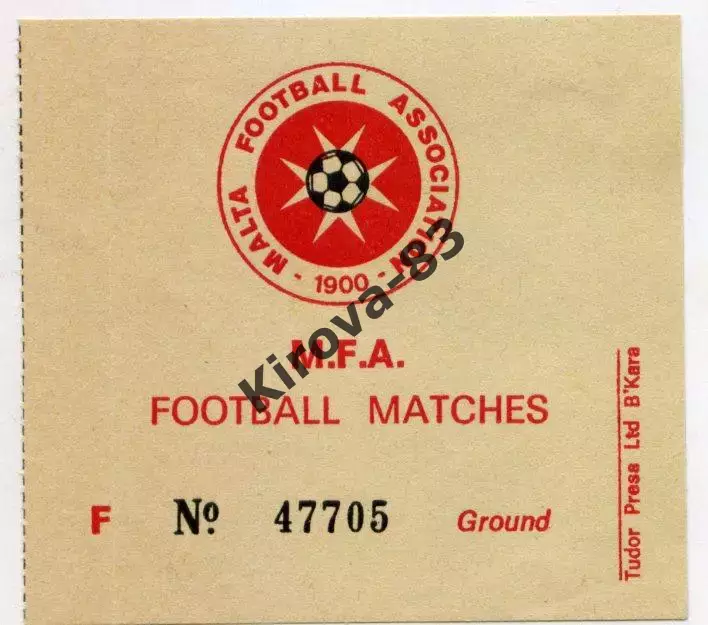 MALTA FOOTBALL ASSOCIATION
- 1900 -
Kirova-83
M.F.A.
FOOTBALL MATCHES
F Nº 47705 Ground
Tudor Press Ltd B'Kara